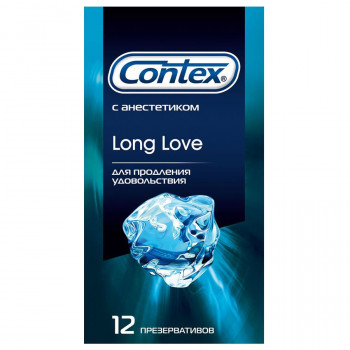 Contex®
с анестетиком
Long Love
для продления
удовольствия
12 презервативов